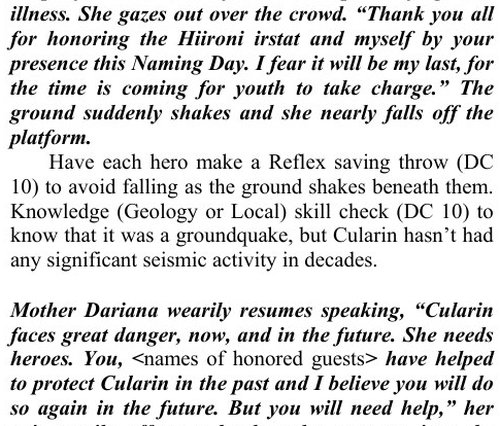 illness. She gazes out over the crowd. “Thank you all
for honoring the Hiironi irstat and myself by your
presence this Naming Day. I fear it will be my last, for
the time is coming for youth to take charge.” The
ground suddenly shakes and she nearly falls off the
platform.
Have each hero make a Reflex saving throw (DC
10) to avoid falling as the ground shakes beneath them.
Knowledge (Geology or Local) skill check (DC 10) to
know that it was a groundquake, but Cularin hasn’t had
any significant seismic activity in decades.
Mother Dariana wearily resumes speaking, “Cularin
faces great danger, now, and in the future. She needs
heroes. You, <names of honored guests> have helped
to protect Cularin in the past and I believe you will do
so again in the future. But you will need help,” her